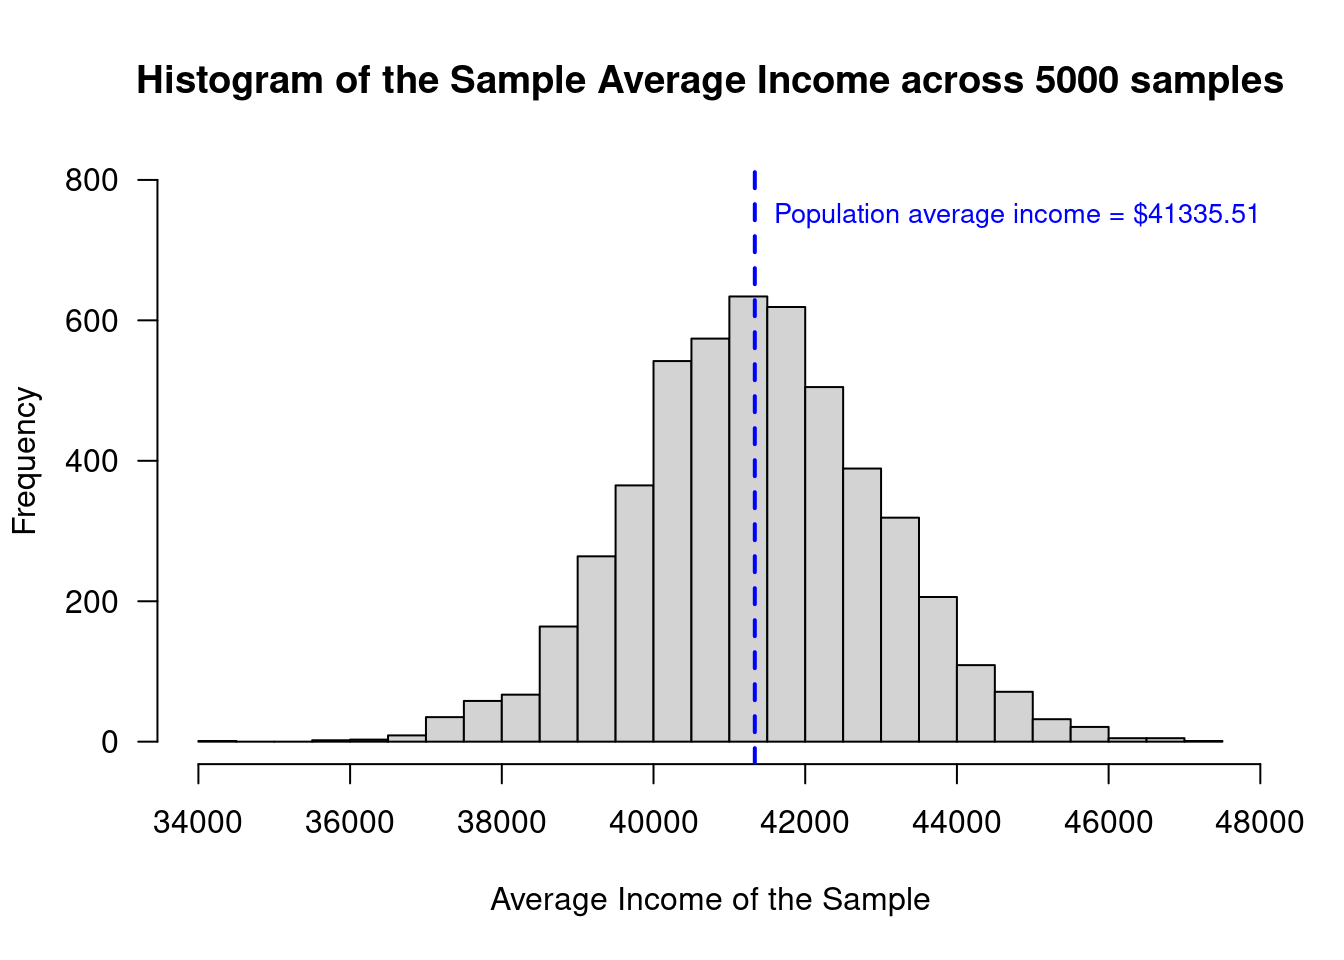 Histogram of the Sample Average Income across 5000 samples
800
Population average income = $41335.51
600
400
200
0
Frequency
34000 36000 38000 40000 42000 44000 46000 48000
Average Income of the Sample